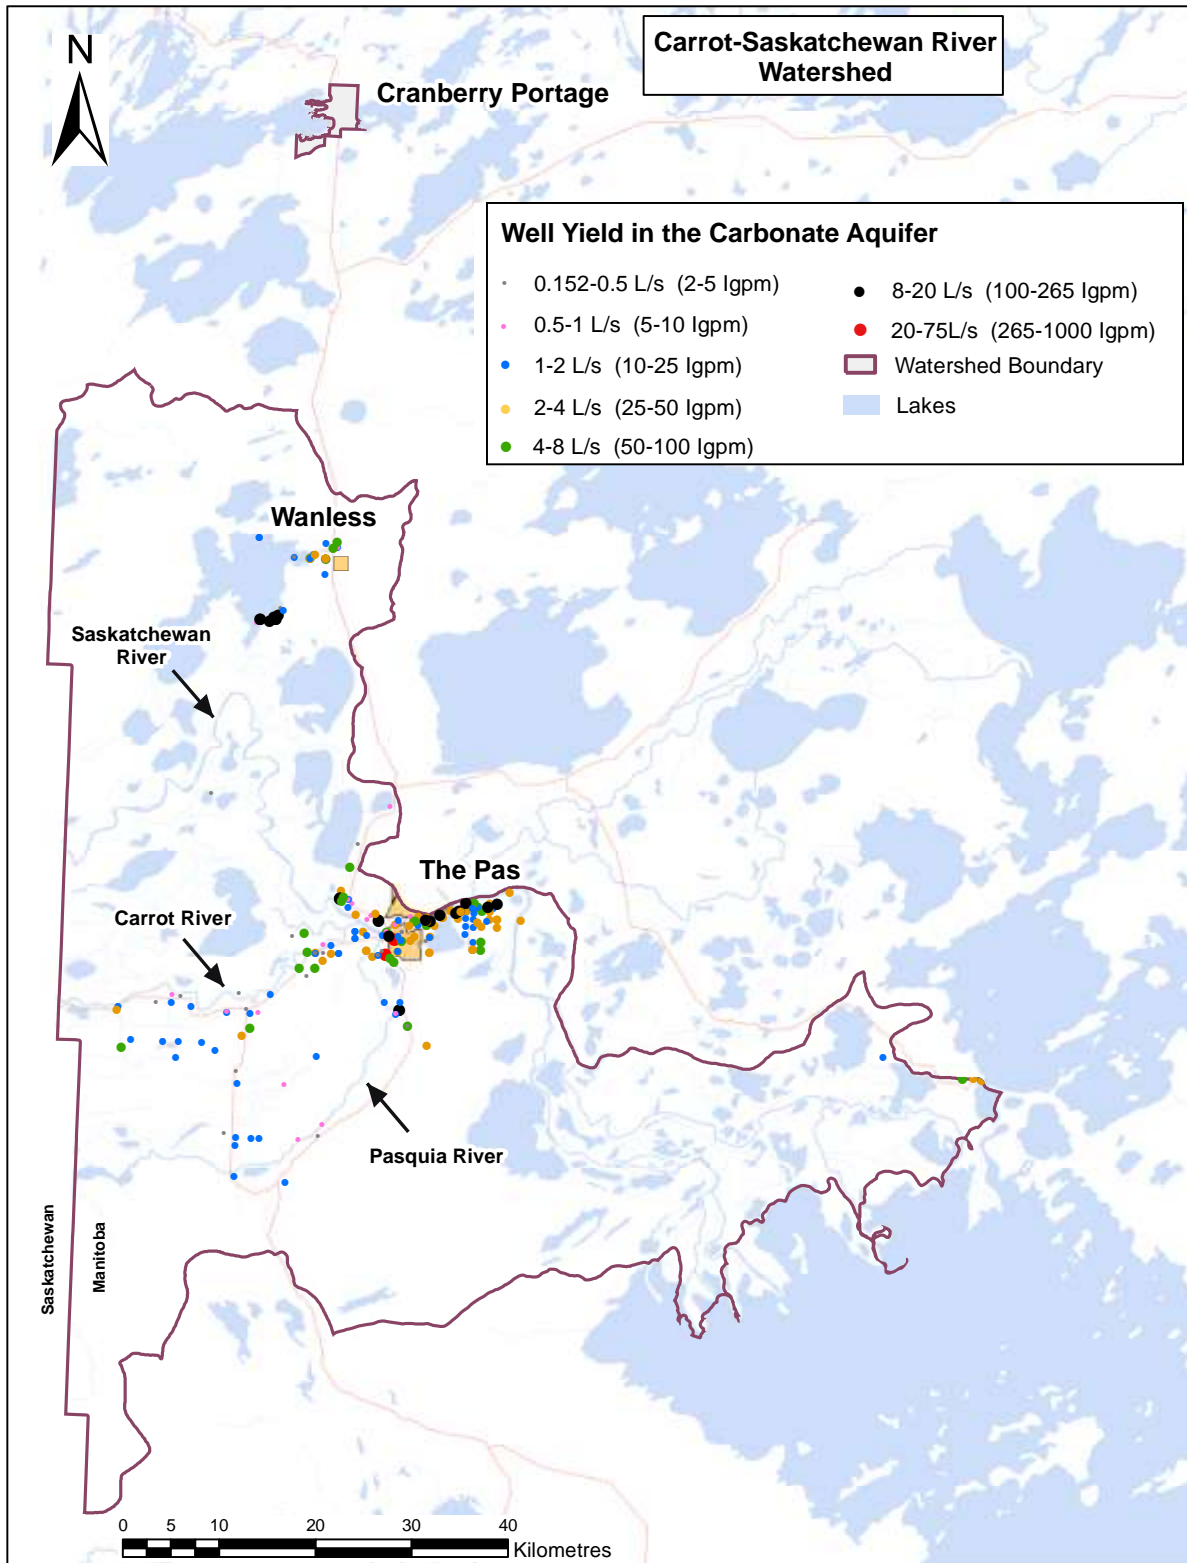 Carrot-Saskatchewan River
Watershed
N
Cranberry Portage
Well Yield in the Carbonate Aquifer
0.152-0.5 L/s (2-5 Igpm)
0.5-1 L/s (5-10 Igpm)
1-2 L/s (10-25 Igpm)
2-4 L/s (25-50 Igpm)
4-8 L/s (50-100 Igpm)
8-20 L/s (100-265 Igpm)
20-75L/s (265-1000 Igpm)
Watershed Boundary
Lakes
Wanless
Saskatchewan
River
The Pas
Carrot River
Pasquia River
Saskatchewan
Manitoba
0 5 10 20 30 40
Kilometres